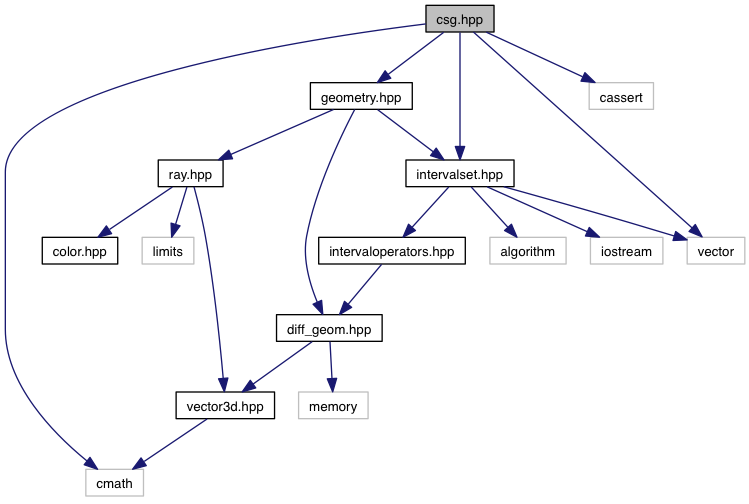 csg.hpp
geometry.hpp
cassert
ray.hpp
intervalset.hpp
color.hpp
limits
intervaloperators.hpp
algorithm
iostream
vector
diff_geom.hpp
vector3d.hpp
memory
cmath